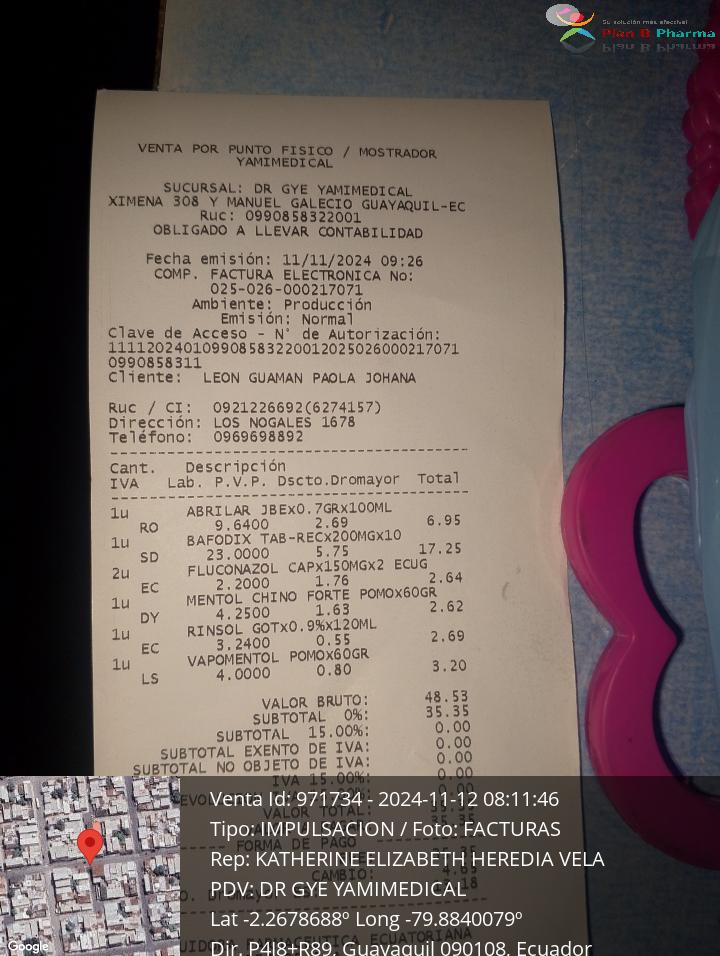 Su solución más efectiva!
Plan B Pharma
VENTA POR PUNTO FISICO / MOSTRADOR
YAMIMEDICAL
SUCURSAL: DR GYE YAMIMEDICAL
XIMENA 308 Y MANUEL GALECIO GUAYAQUIL-EC
Ruc: 0990858322001
OBLIGADO A LLEVAR CONTABILIDAD
Fecha emisión: 11/11/2024 09:26
COMP. FACTURA ELECTRONICA No:
025-026-000217071
Ambiente: Producción
Emisión: Normal
Clave de Acceso - N° de Autorización:
111120240109908583220012025026000217071
0990858311
Cliente: LEON GUAMAN PAOLA JOHANA
Ruc / CI: 0921226692(6274157)
Dirección: LOS NOGALES 1678
Teléfono: 0969698892
Cant. Descripción
IVA Lab. P.V.P. Dscto.Dromayor Total
1u ABRILAR JBEx0.7GRx100ML
RO 9.6400 2.69 6.95
1u BAFODIX TAB-RECx200MGx10
SD 23.0000 5.75 17.25
2u FLUCONAZOL CAPx150MGx2 ECUG
EC 2.2000 1.76 2.64
1u MENTOL CHINO FORTE POMOx60GR
DY 4.2500 1.63 2.62
1u RINSOL GOTx0.9%x120ML
EC 3.2400 0.55 2.69
1u VAPOMENTOL POMOx60GR
LS 4.0000 0.80 3.20
VALOR BRUTO: 48.53
SUBTOTAL 0%: 35.35
SUBTOTAL 15.00%: 0.00
SUBTOTAL EXENTO DE IVA: 0.00
SUBTOTAL NO OBJETO DE IVA: 0.00
IVA 15.00%: 0.00
VALOR TOTAL:
FORMA DE PAGO
CAMBIO:
Venta Id: 971734 - 2024-11-12 08:11:46
Tipo: IMPULSACION / Foto: FACTURAS
Rep: KATHERINE ELIZABETH HEREDIA VELA
PDV: DR GYE YAMIMEDICAL
Lat -2.2678688º Long -79.8840079º
Dir. P4J8+R89, Guayaquil 090108, Ecuador
Google